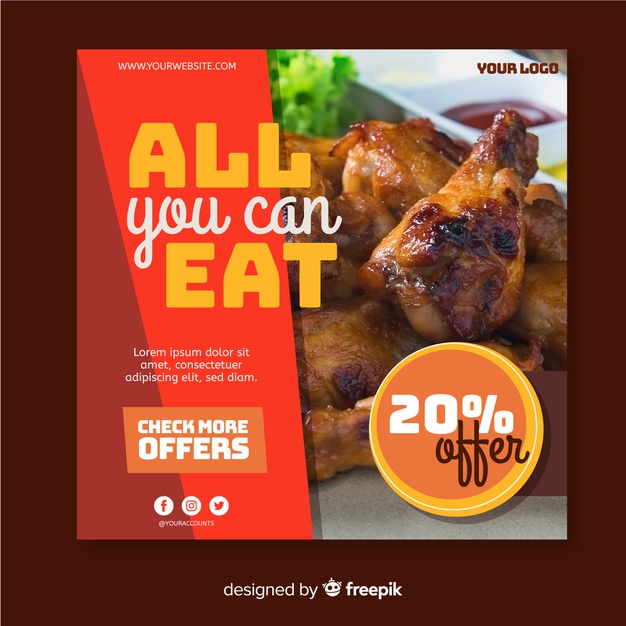 WWW.YOURWEBSITE.COM
YOUR LOGO
ALL
you can
EAT
Lorem ipsum dolor sit
amet, consectetuer
adipiscing elit, sed diam.
CHECK MORE
OFFERS
20%
offer
@YOURACCOUNTS
designed by freepik